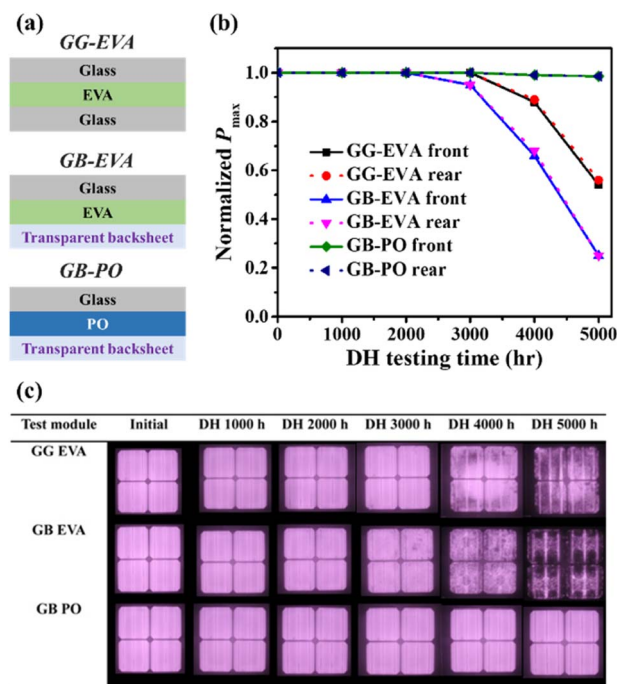 (a)
GG-EVA
Glass
EVA
Glass
GB-EVA
Glass
EVA
Transparent backsheet
GB-PO
Glass
PO
Transparent backsheet
(b)
Normalized Pmax
1.0
0.8
0.6
0.4
0.2
GG-EVA front
GG-EVA rear
GB-EVA front
GB-EVA rear
GB-PO front
GB-PO rear
0 1000 2000 3000 4000 5000
DH testing time (hr)
(c)
Test module Initial DH 1000 h DH 2000 h DH 3000 h DH 4000 h DH 5000 h
GG EVA
GB EVA
GB PO